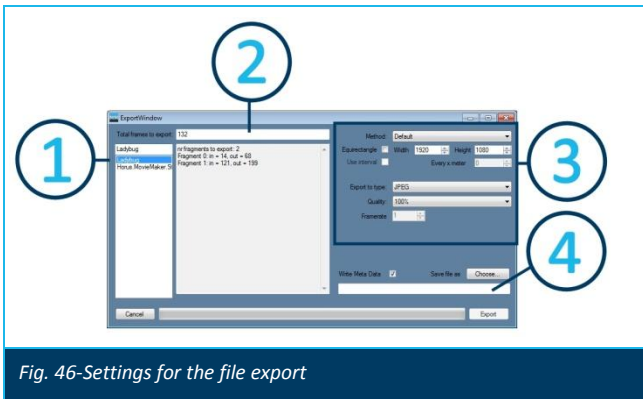 2
ExportWindow
Total frames to export: 132
1
Ladybug
Ladybug
Horus.MovieMaker.S
nr fragments to export: 2
Fragment 0: in = 14, out = 60
Fragment 1: in = 121, out = 189
Method: Default
Equirectangle: Width 1920 Height 1080
Use interval Every x meter 0
Export to type: JPEG
Quality: 100%
Framerate 1
3
4
Write Meta Data Save file as Choose...
Cancel Export
Fig. 46-Settings for the file export